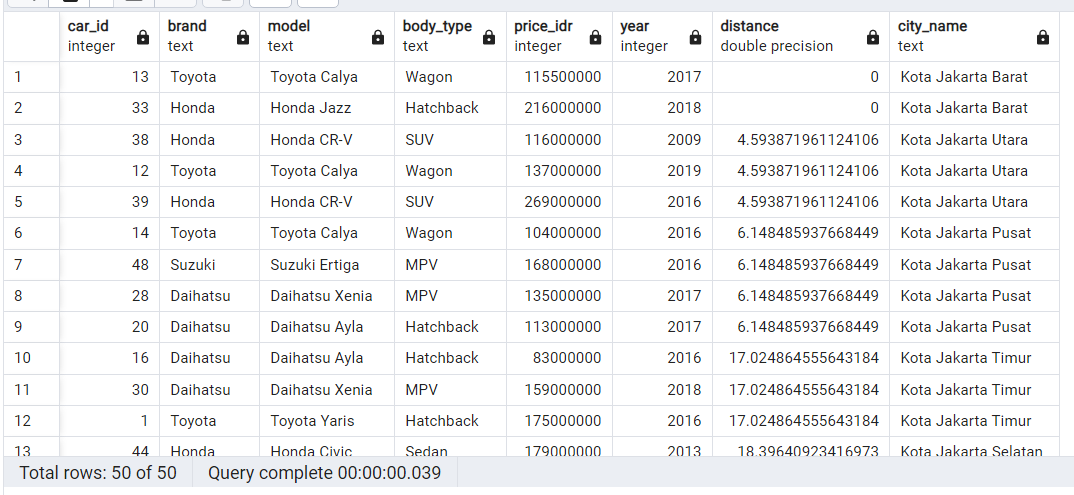 car_id brand model body_type price_idr year distance city_name
integer text text text integer integer double precision text
1 13 Toyota Toyota Calya Wagon 115500000 2017 0 Kota Jakarta Barat
2 33 Honda Honda Jazz Hatchback 216000000 2018 0 Kota Jakarta Barat
3 38 Honda Honda CR-V SUV 116000000 2009 4.593871961124106 Kota Jakarta Utara
4 12 Toyota Toyota Calya Wagon 137000000 2019 4.593871961124106 Kota Jakarta Utara
5 39 Honda Honda CR-V SUV 269000000 2016 4.593871961124106 Kota Jakarta Utara
6 14 Toyota Toyota Calya Wagon 104000000 2016 6.148485937668449 Kota Jakarta Pusat
7 48 Suzuki Suzuki Ertiga MPV 168000000 2016 6.148485937668449 Kota Jakarta Pusat
8 28 Daihatsu Daihatsu Xenia MPV 135000000 2017 6.148485937668449 Kota Jakarta Pusat
9 20 Daihatsu Daihatsu Ayla Hatchback 113000000 2017 6.148485937668449 Kota Jakarta Pusat
10 16 Daihatsu Daihatsu Ayla Hatchback 83000000 2016 17.024864555643184 Kota Jakarta Timur
11 30 Daihatsu Daihatsu Xenia MPV 159000000 2018 17.024864555643184 Kota Jakarta Timur
12 1 Toyota Toyota Yaris Hatchback 175000000 2016 17.024864555643184 Kota Jakarta Timur
13 44 Honda Honda Civic Sedan 179000000 2013 18.39640923416973 Kota Jakarta Selatan
Total rows: 50 of 50 Query complete 00:00:00.039